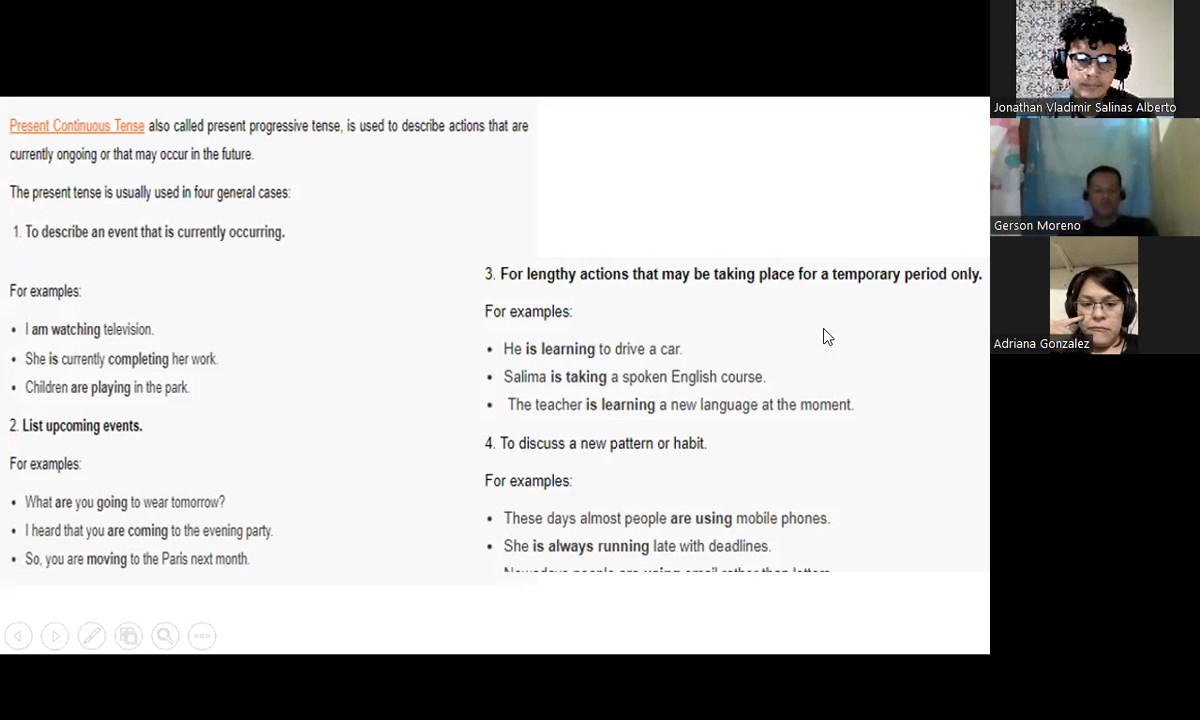 Present Continuous Tense also called present progressive tense, is used to describe actions that are
currently ongoing or that may occur in the future.
The present tense is usually used in four general cases:
1. To describe an event that is currently occurring.
For examples:
• I am watching television.
• She is currently completing her work.
• Children are playing in the park.
2. List upcoming events.
For examples:
• What are you going to wear tomorrow?
• I heard that you are coming to the evening party.
• So, you are moving to the Paris next month.
3. For lengthy actions that may be taking place for a temporary period only.
For examples:
• He is learning to drive a car.
• Salima is taking a spoken English course.
• The teacher is learning a new language at the moment.
4. To discuss a new pattern or habit.
For examples:
• These days almost people are using mobile phones.
• She is always running late with deadlines.
Nowadays people are using email rather than letters
Jonathan Vladimir Salinas Alberto
Gerson Moreno
Adriana Gonzalez